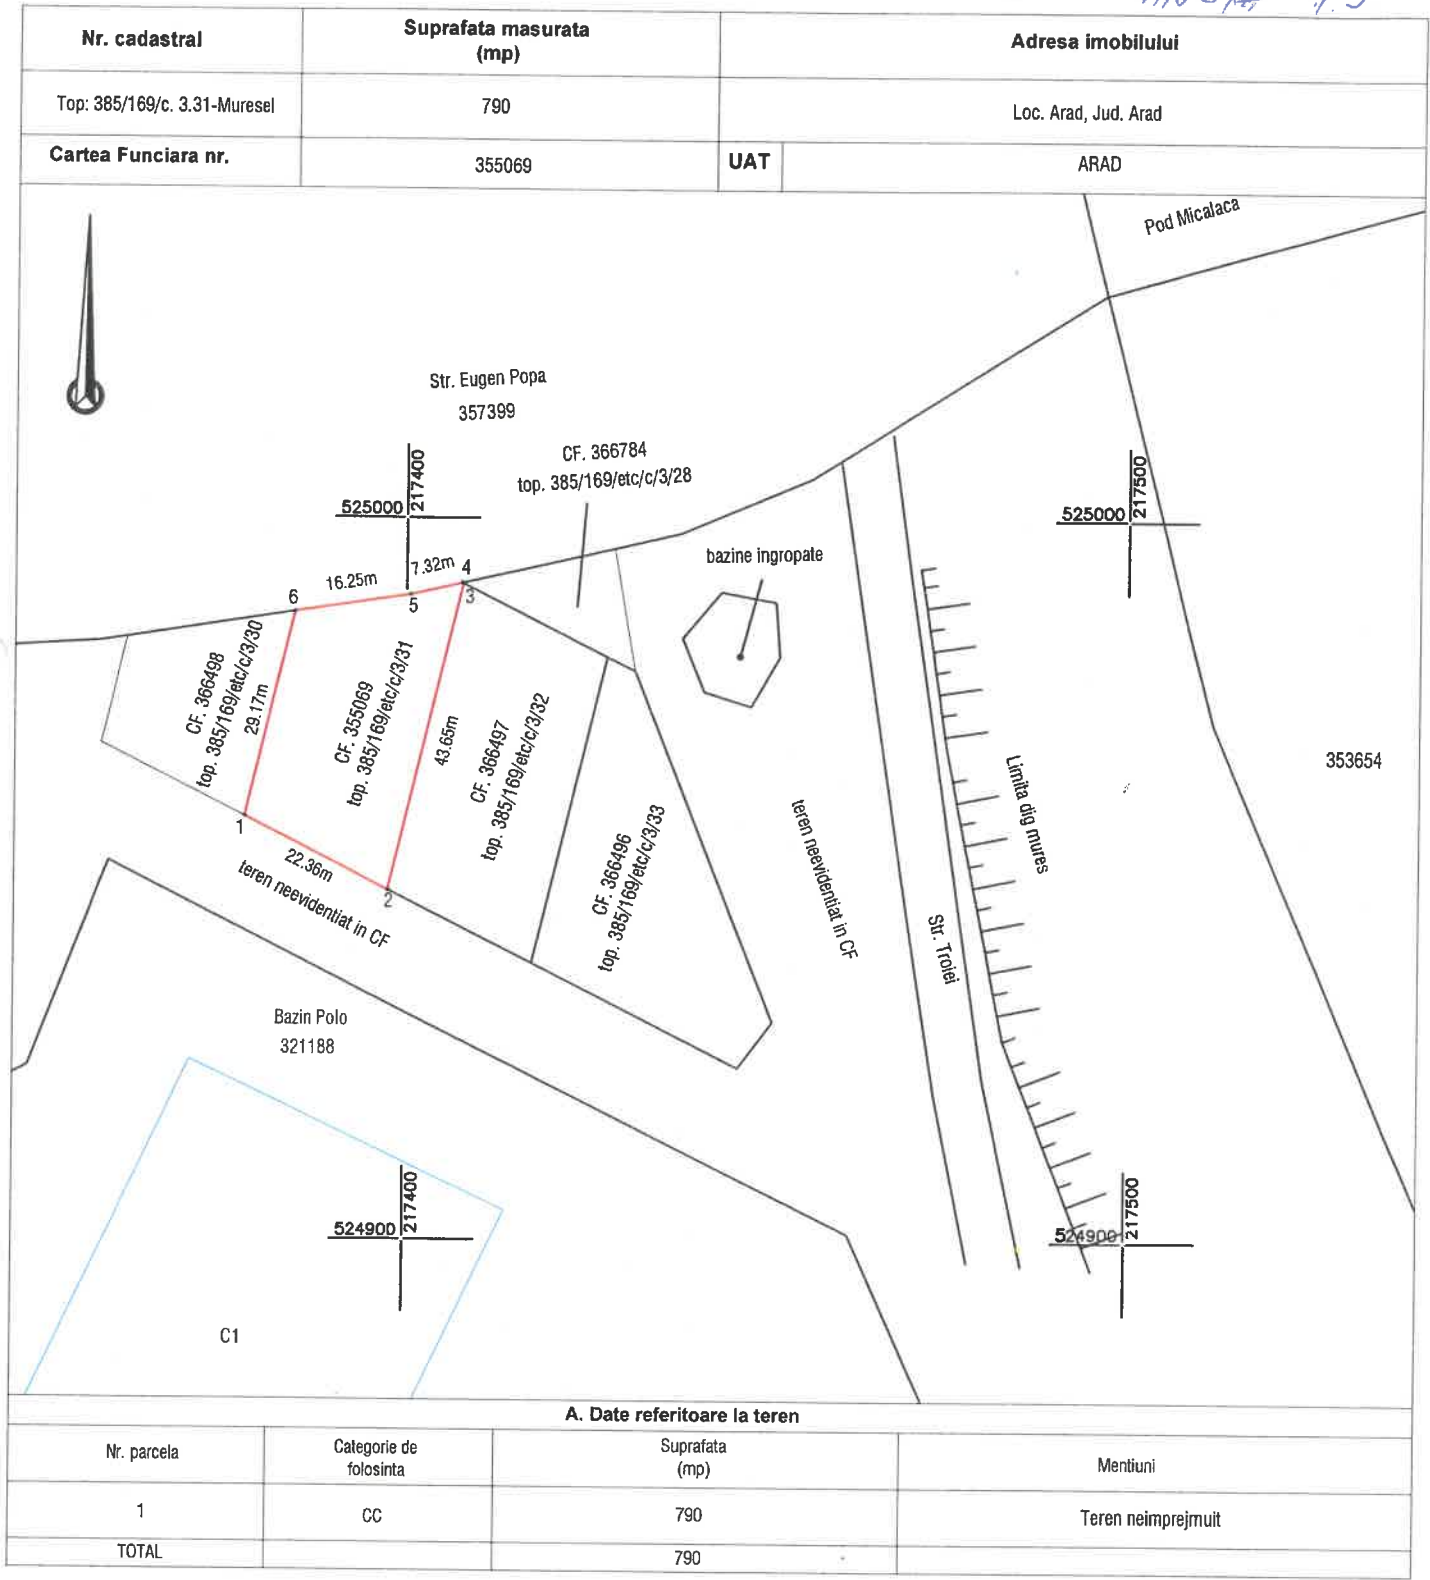 Nr. cadastral
Suprafata masurata
(mp)
Adresa imobilului
Top: 385/169/c. 3.31-Muresel
790
Loc. Arad, Jud. Arad
Cartea Funciara nr.
355069
UAT
ARAD
Pod Micalaca
Str. Eugen Popa
357399
CF. 366784
top. 385/169/etc/c/3/28
525000
217400
525000
217500
bazine ingropate
16.25m
7.32m
4
3
5
6
CF. 366498
top. 385/169/etc/c/3/30
29.17m
CF. 355069
top. 385/169/etc/c/3/31
43.65m
CF. 366497
top. 385/169/etc/c/3/32
CF. 366496
top. 385/169/etc/c/3/33
teren neevidentiat in CF
Limita dig mures
353654
Str. Troiei
1
22.36m
2
teren neevidentiat in CF
Bazin Polo
321188
524900
217400
524900
217500
C1
A. Date referitoare la teren
Nr. parcela
Categorie de
folosinta
Suprafata
(mp)
Mentiuni
1
CC
790
Teren neimprejmuit
TOTAL
790